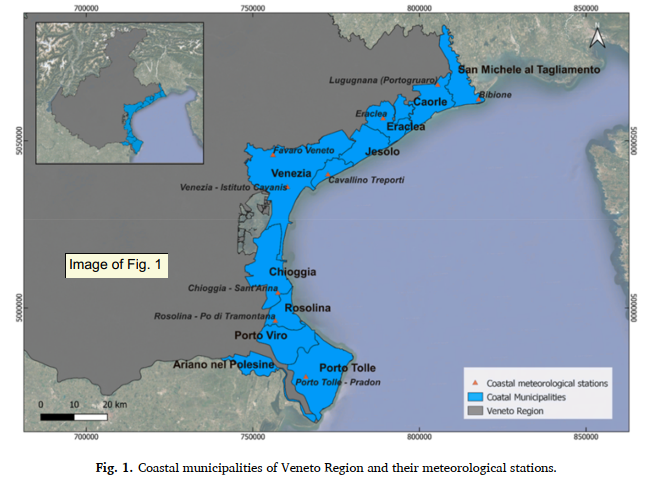 700000
750000
800000
850000
San Michele al Tagliamento
Lugugnana (Portogruaro)
Bibione
Caorle
Eraclea
Eraclea
5050000
5050000
Jesolo
Favaro Veneto
Venezia
Cavallino Treporti
Venezia - Istituto Cavanis
Image of Fig. 1
Chioggia
Chioggia - Sant'Anna
Rosolina
5000000
5000000
Rosolina - Po di Tramontana
Porto Viro
Ariano nel Polesine
Porto Tolle
Porto Tolle - Pradon
Coastal meteorological stations
Coastal Municipalities
Veneto Region
0 10 20 km
700000
750000
800000
850000
Fig. 1. Coastal municipalities of Veneto Region and their meteorological stations.